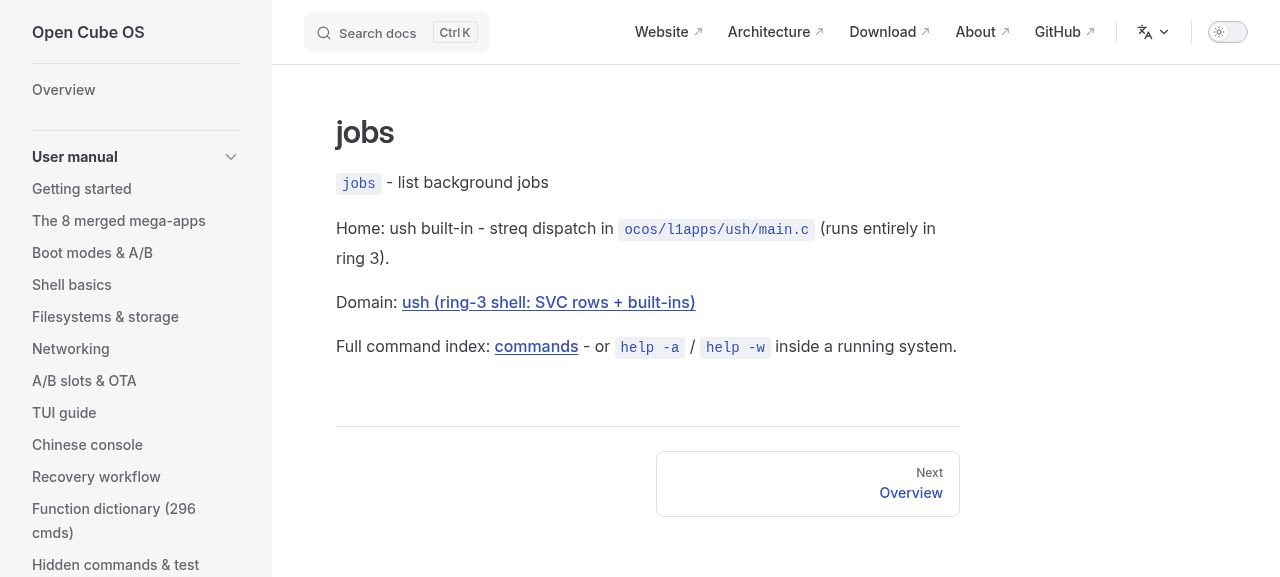 Open Cube OS
Search docs
Ctrl K
Website
Architecture
Download
About
GitHub
Overview
User manual
Getting started
The 8 merged mega-apps
Boot modes & A/B
Shell basics
Filesystems & storage
Networking
A/B slots & OTA
TUI guide
Chinese console
Recovery workflow
Function dictionary (296
cmds)
Hidden commands & test
jobs
jobs - list background jobs
Home: ush built-in - streq dispatch in ocos/l1apps/ush/main.c (runs entirely in
ring 3).
Domain: ush (ring-3 shell: SVC rows + built-ins)
Full command index: commands - or help -a / help -w inside a running system.
Next
Overview